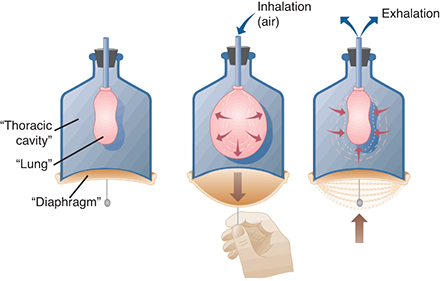 Inhalation
(air)
Exhalation
“Thoracic
cavity”
“Lung”
“Diaphragm”